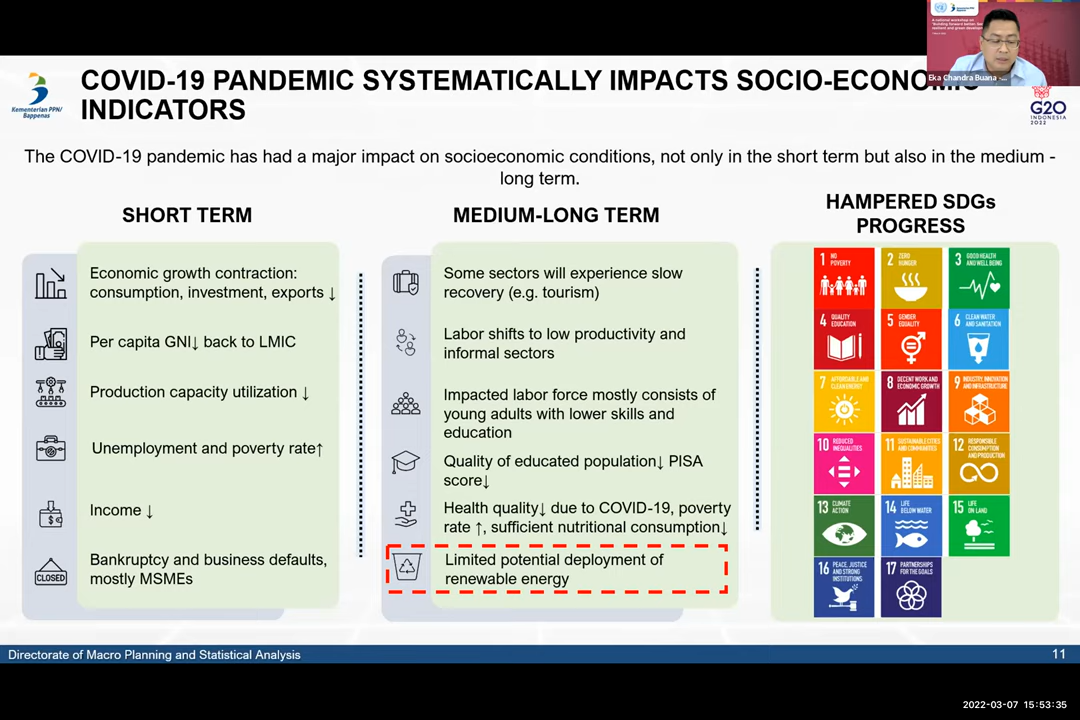 A national workshop on
Eka Chandra Buana -...
COVID-19 PANDEMIC SYSTEMATICALLY IMPACTS SOCIO-ECONOMIC
INDICATORS
Kementerian PPN/
Bappenas
G20
INDONESIA
2022
The COVID-19 pandemic has had a major impact on socioeconomic conditions, not only in the short term but also in the medium -
long term.
SHORT TERM
Economic growth contraction:
consumption, investment, exports ↓
Per capita GNI↓ back to LMIC
Production capacity utilization ↓
Unemployment and poverty rate↑
Income ↓
CLOSED
Bankruptcy and business defaults,
mostly MSMEs
MEDIUM-LONG TERM
Some sectors will experience slow
recovery (e.g. tourism)
Labor shifts to low productivity and
informal sectors
Impacted labor force mostly consists of
young adults with lower skills and
education
Quality of educated population↓ PISA
score↓
Health quality↓ due to COVID-19, poverty
rate ↑, sufficient nutritional consumption↓
Limited potential deployment of
renewable energy
HAMPERED SDGs
PROGRESS
1 NO
POVERTY
2 ZERO
HUNGER
3 GOOD HEALTH
AND WELL BEING
4 QUALITY
EDUCATION
5 GENDER
EQUALITY
6 CLEAN WATER
AND SANITATION
7 AFFORDABLE AND
CLEAN ENERGY
8 DECENT WORK AND
ECONOMIC GROWTH
9 INDUSTRY, INNOVATION
AND INFRASTRUCTURE
10 REDUCED
INEQUALITIES
11 SUSTAINABLE CITIES
AND COMMUNITIES
12 RESPONSIBLE
CONSUMPTION
AND PRODUCTION
13 CLIMATE
ACTION
14 LIFE
BELOW WATER
15 LIFE
ON LAND
16 PEACE, JUSTICE
AND STRONG
INSTITUTIONS
17 PARTNERSHIPS
FOR THE GOALS
Directorate of Macro Planning and Statistical Analysis
11
2022-03-07 15:53:35